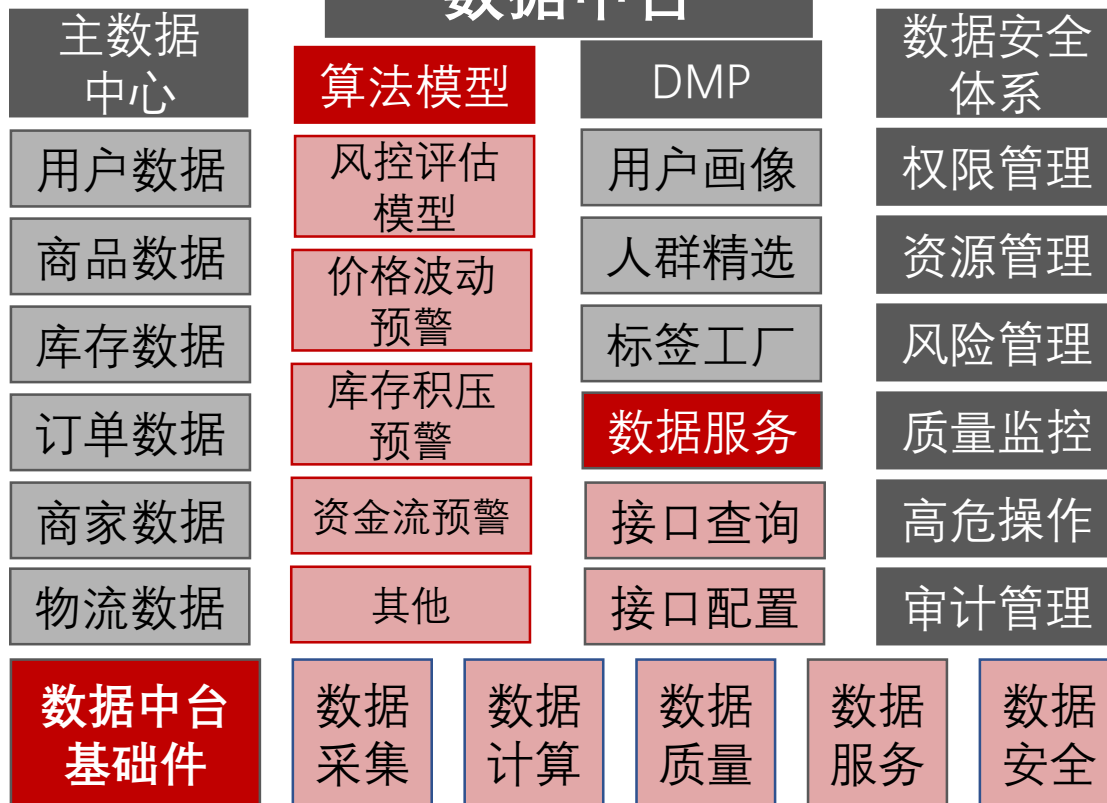 数据中台
主数据
中心
用户数据
商品数据
库存数据
订单数据
商家数据
物流数据
算法模型
风控评估
模型
价格波动
预警
库存积压
预警
资金流预警
其他
DMP
用户画像
人群精选
标签工厂
数据服务
接口查询
接口配置
数据安全
体系
权限管理
资源管理
风险管理
质量监控
高危操作
审计管理
数据中台
基础件
数据
采集
数据
计算
数据
质量
数据
服务
数据
安全